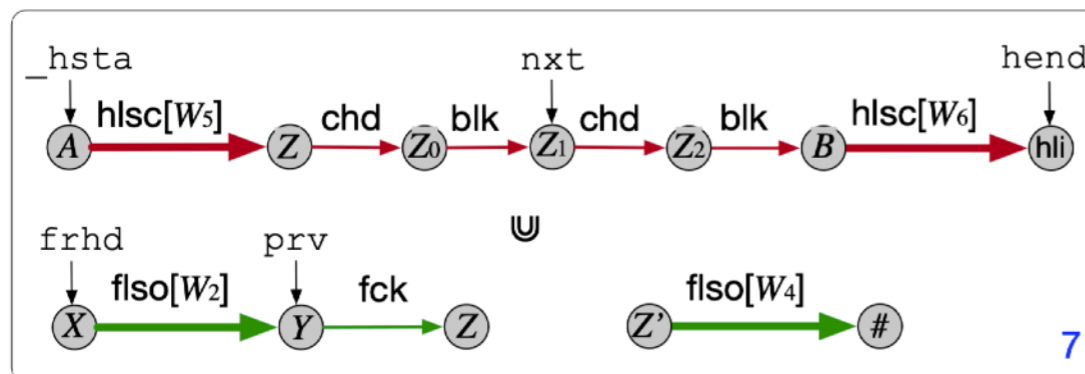 _hsta nxt hend
hlsc[W₅] chd blk chd blk hlsc[W₆]
A Z Z₀ Z₁ Z₂ B hli
⋓
frhd prv
flso[W₂] fck flso[W₄]
X Y Z Z' #
7